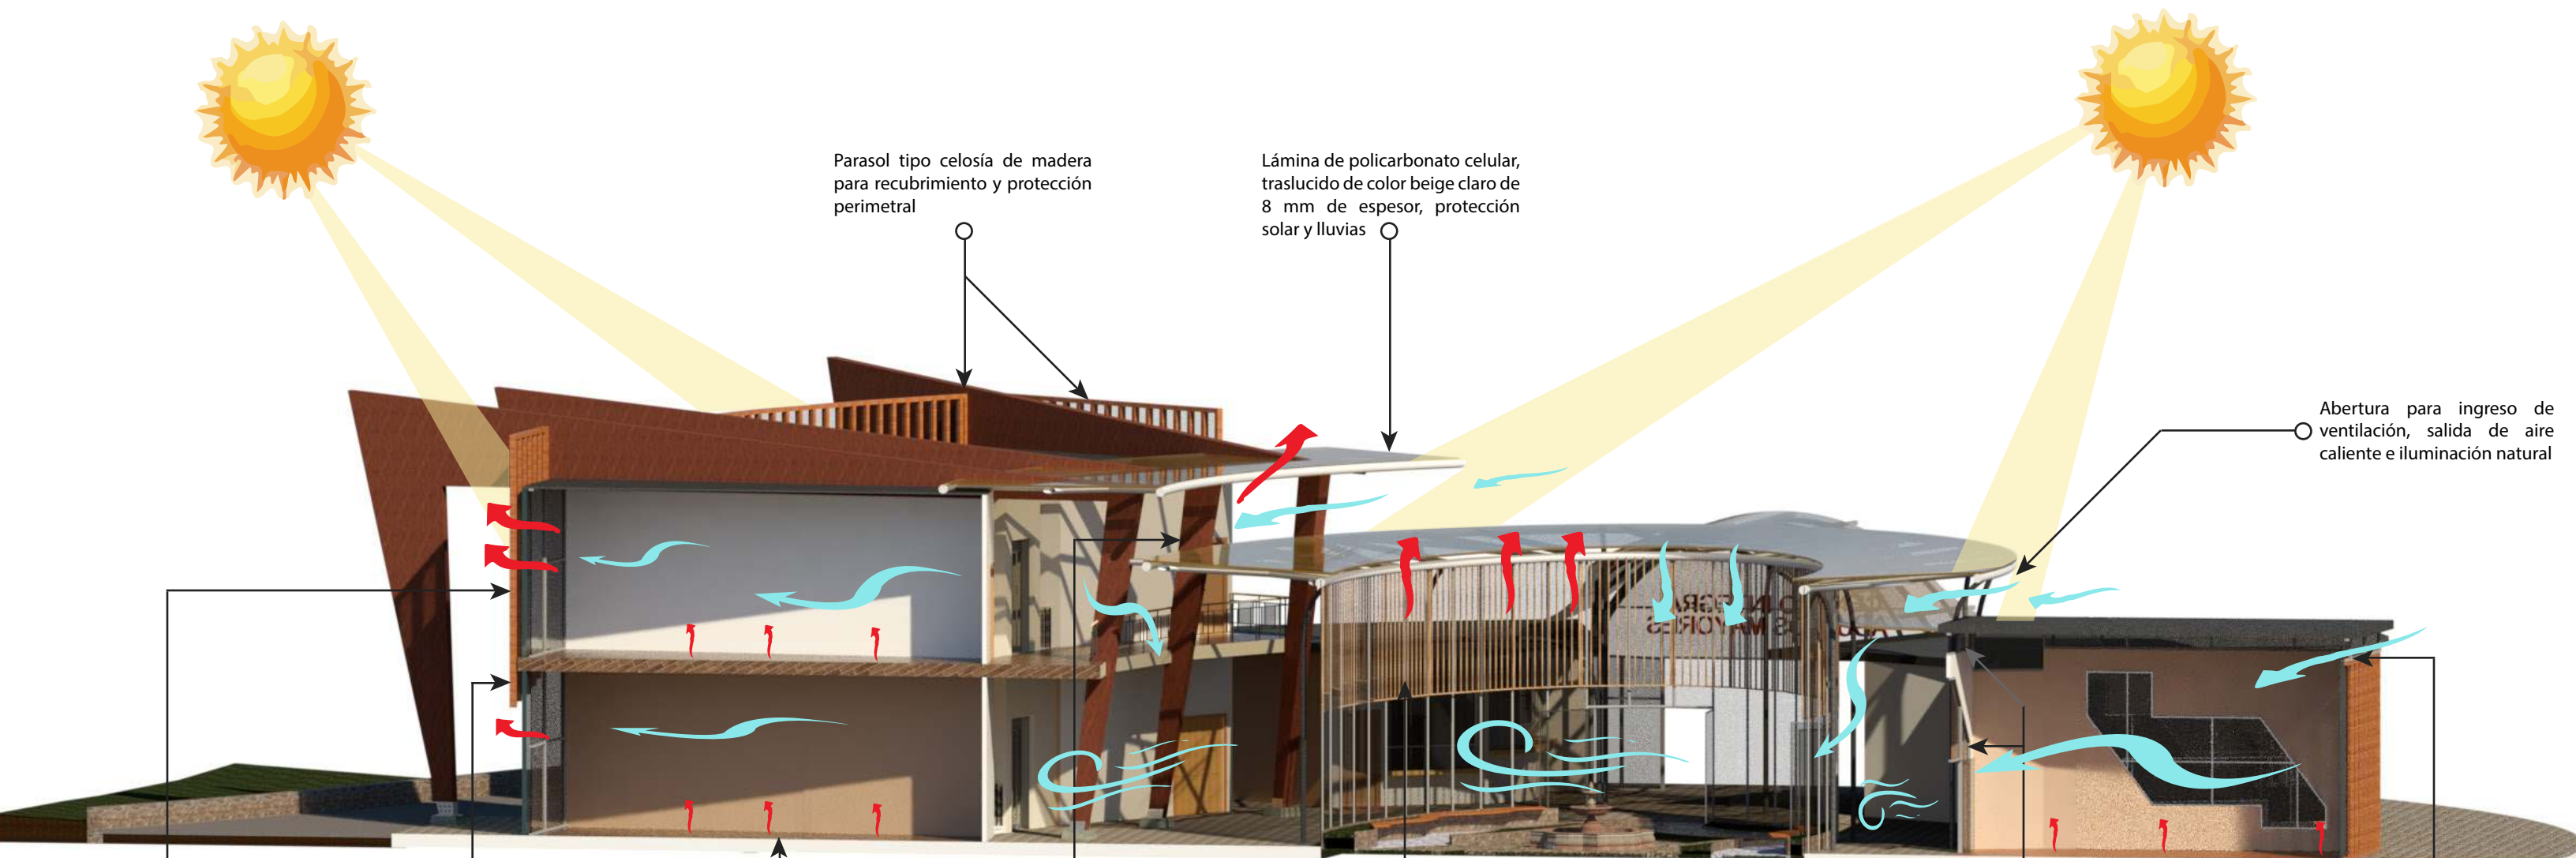 Parasol tipo celosía de madera
para recubrimiento y protección
perimetral
Lámina de policarbonato celular,
traslucido de color beige claro de
8 mm de espesor, protección
solar y lluvias
Abertura para ingreso de
ventilación, salida de aire
caliente e iluminación natural